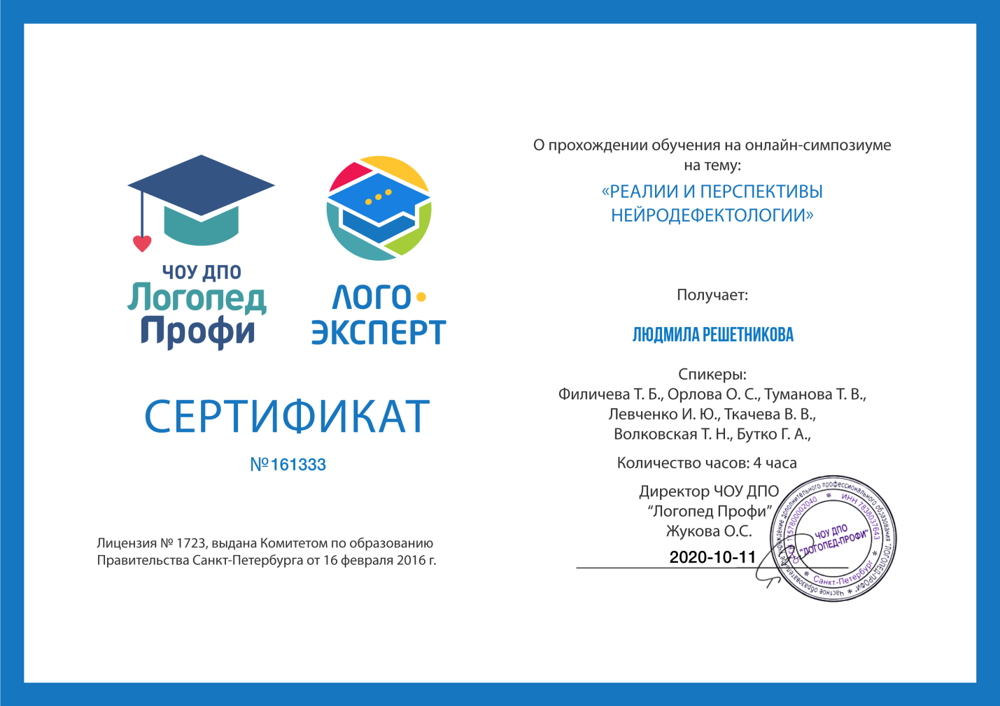 ЧОУ ДПО
Логопед
Профи
ЛОГО
ЭКСПЕРТ
СЕРТИФИКАТ
№161333
Лицензия № 1723, выдана Комитетом по образованию
Правительства Санкт-Петербурга от 16 февраля 2016 г.
О прохождении обучения на онлайн-симпозиуме
на тему:
«РЕАЛИИ И ПЕРСПЕКТИВЫ
НЕЙРОДЕФЕКТОЛОГИИ»
Получает:
ЛЮДМИЛА РЕШЕТНИКОВА
Спикеры:
Филичева Т. Б., Орлова О. С., Туманова Т. В.,
Левченко И. Ю., Ткачева В. В.,
Волковская Т. Н., Бутко Г. А.,
Количество часов: 4 часа
Директор ЧОУ ДПО
“Логопед Профи”
Жукова О.С.
2020-10-11
Частное образовательное учреждение дополнительного профессионального образования "ЛОГОПЕД-ПРОФИ" *
ОГРН 1157800002040 * ИНН 7838037643 * Санкт-Петербург *
ЧОУ ДПО
"ЛОГОПЕД-ПРОФИ"